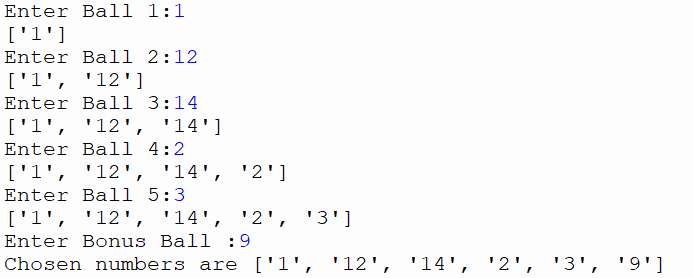 Enter Ball 1:1
['1']
Enter Ball 2:12
['1', '12']
Enter Ball 3:14
['1', '12', '14']
Enter Ball 4:2
['1', '12', '14', '2']
Enter Ball 5:3
['1', '12', '14', '2', '3']
Enter Bonus Ball :9
Chosen numbers are ['1', '12', '14', '2', '3', '9']